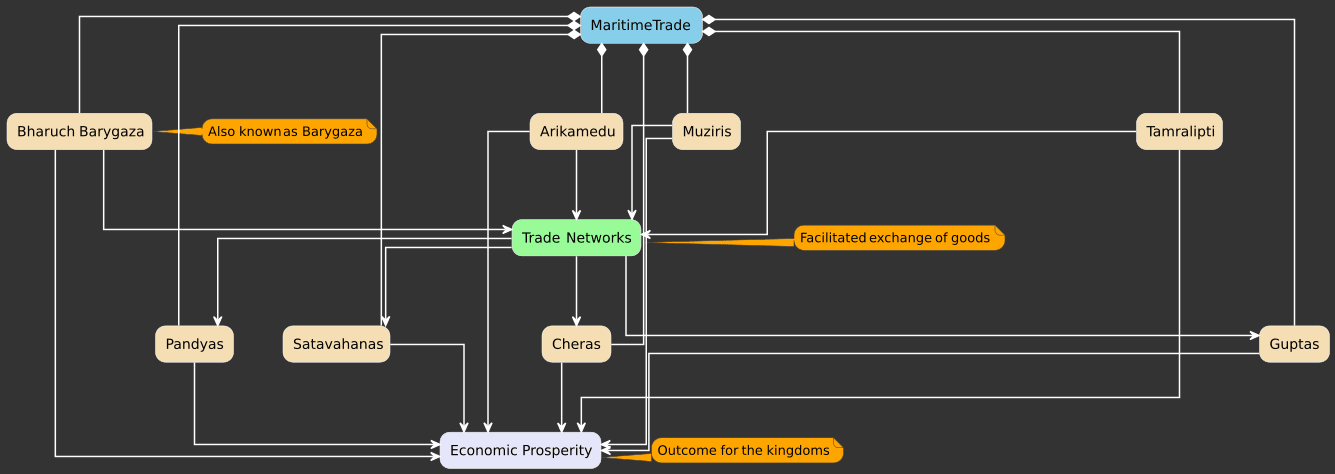 MaritimeTrade
Bharuch Barygaza
Also known as Barygaza
Arikamedu
Muziris
Tamralipti
Trade Networks
Facilitated exchange of goods
Pandyas
Satavahanas
Cheras
Guptas
Economic Prosperity
Outcome for the kingdoms